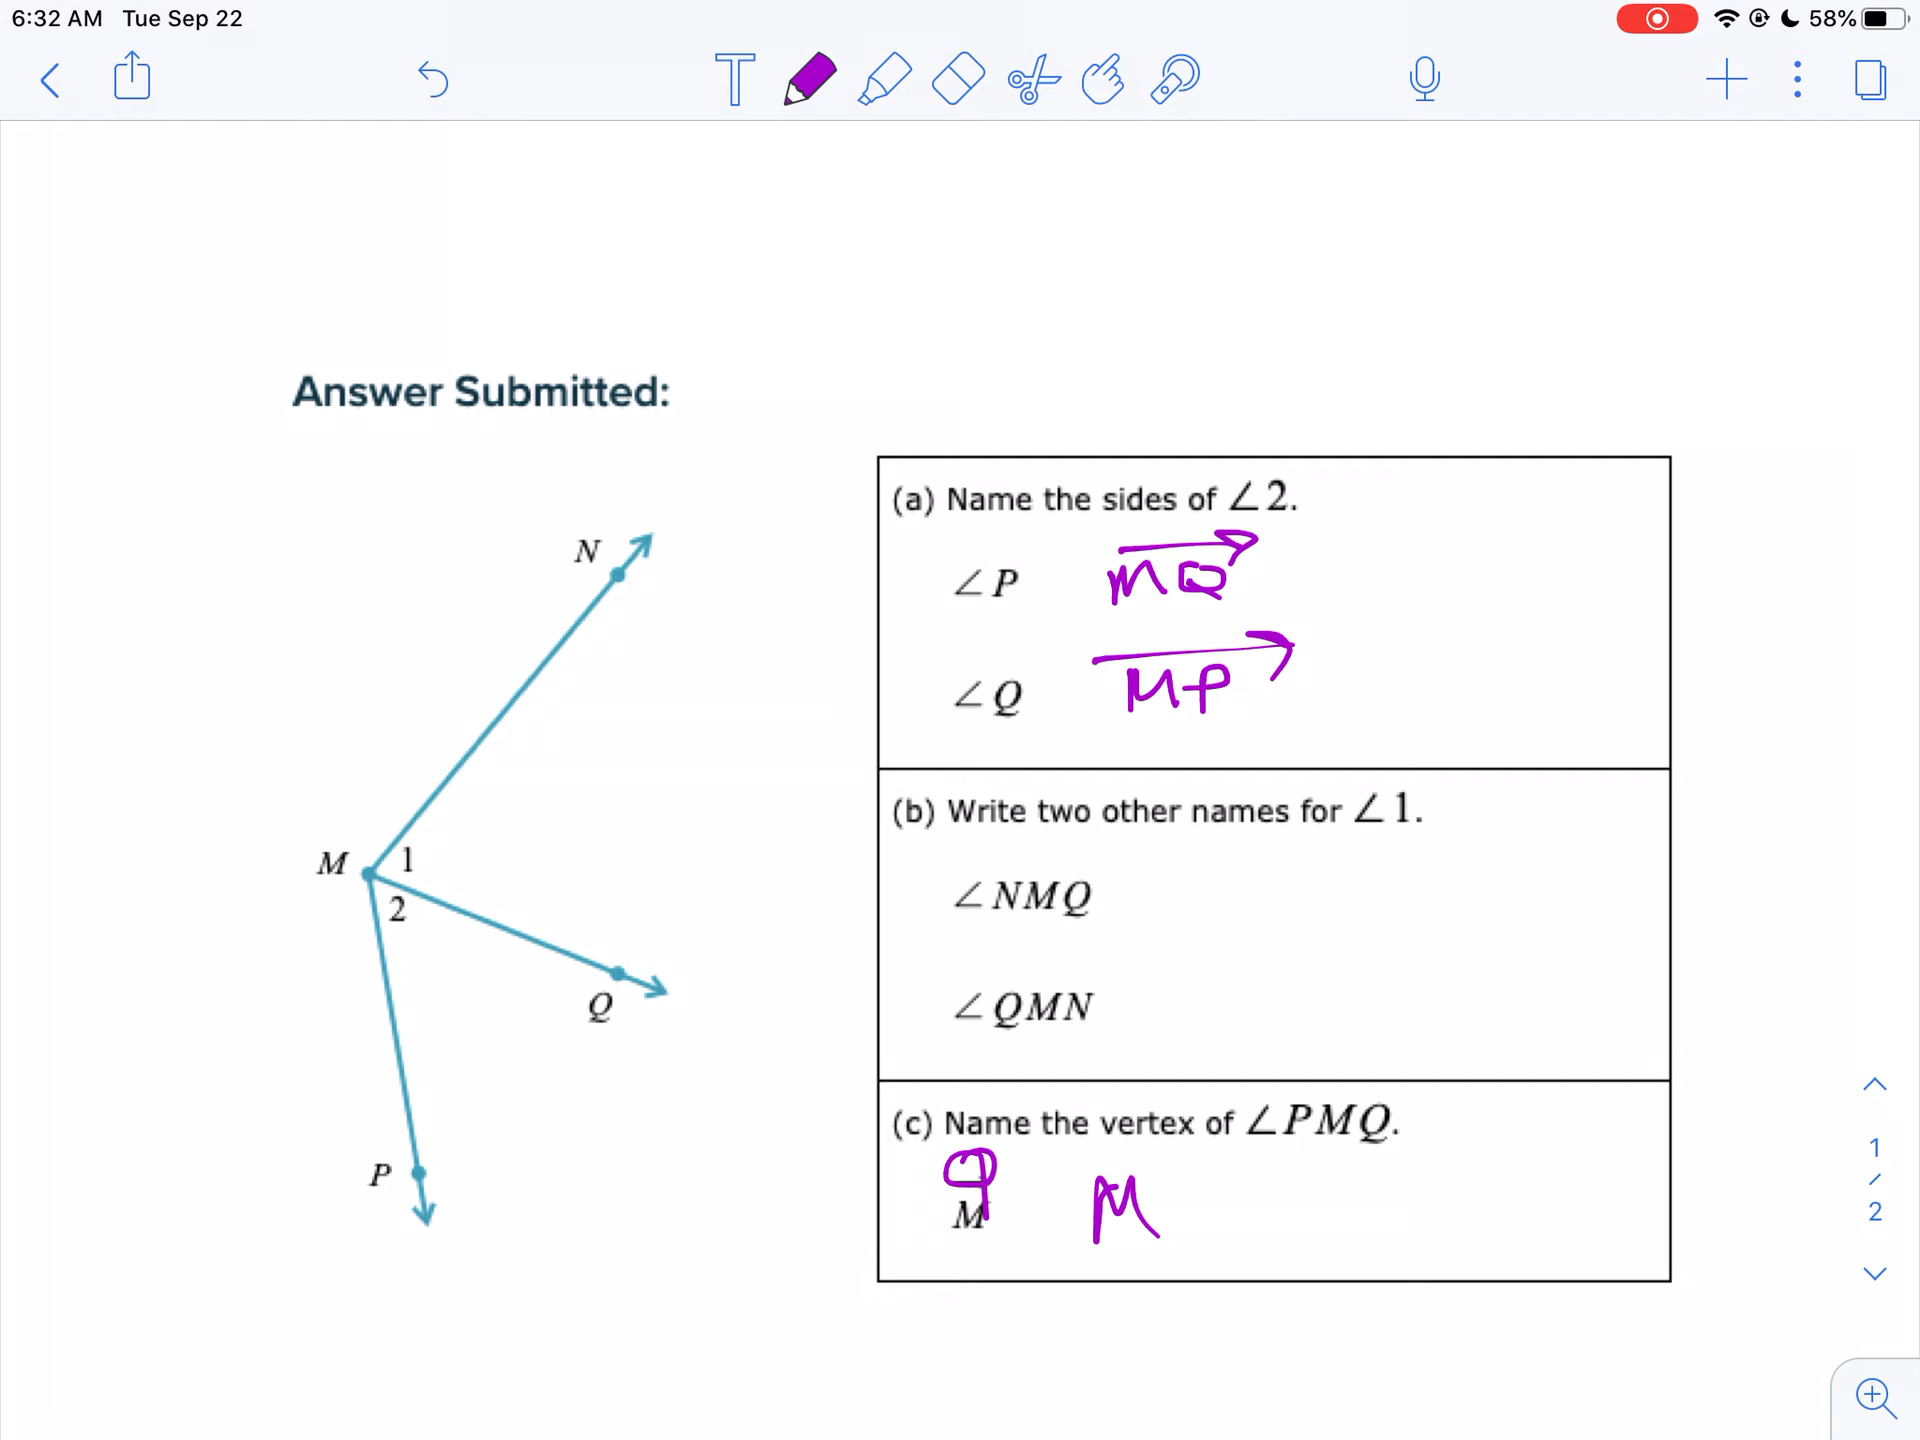 6:32 AM Tue Sep 22 58%
T
Answer Submitted:
N
M
1
2
Q
P
(a) Name the sides of ∠2.
∠P MQ
∠Q MP
(b) Write two other names for ∠1.
∠NMQ
∠QMN
(c) Name the vertex of ∠PMQ.
M̅ M
1
/
2